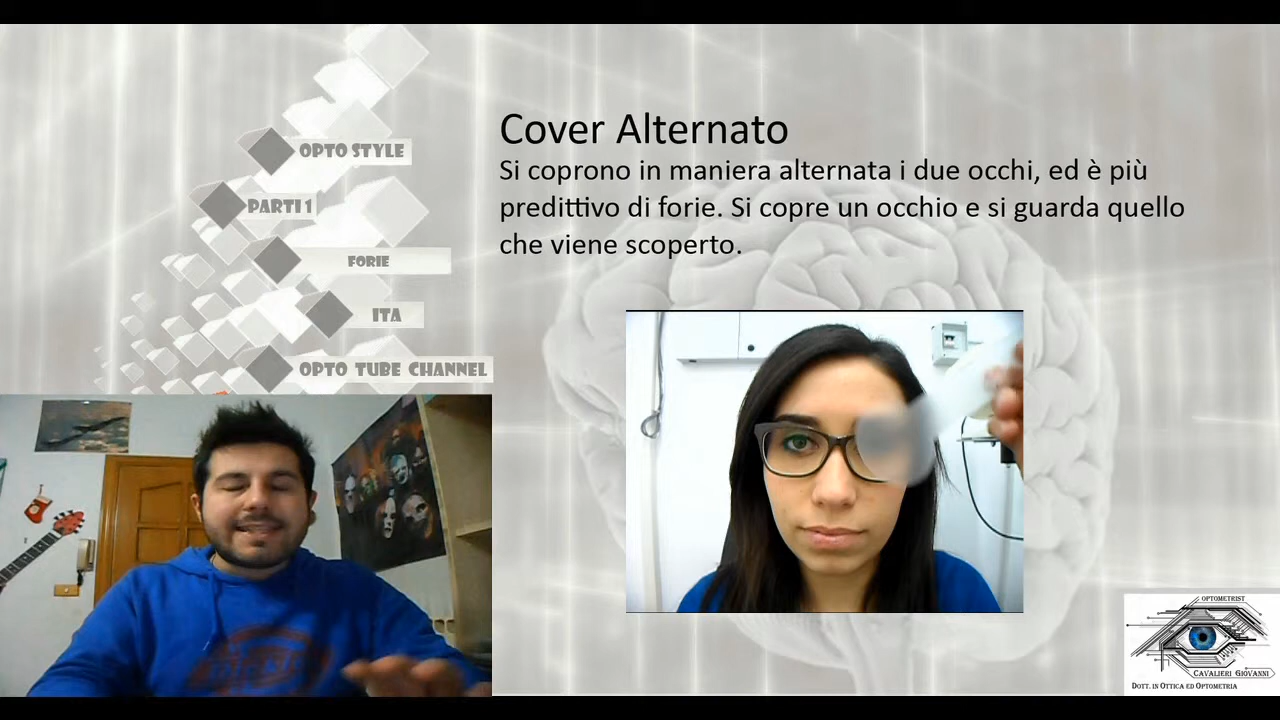 Cover Alternato
Si coprono in maniera alternata i due occhi, ed è più
predittivo di forie. Si copre un occhio e si guarda quello
che viene scoperto.
OPTO STYLE
PARTI 1
FORIE
ITA
OPTO TUBE CHANNEL
OPTOMETRIST
CAVALIERI GIOVANNI
DOTT. IN OTTICA ED OPTOMETRIA